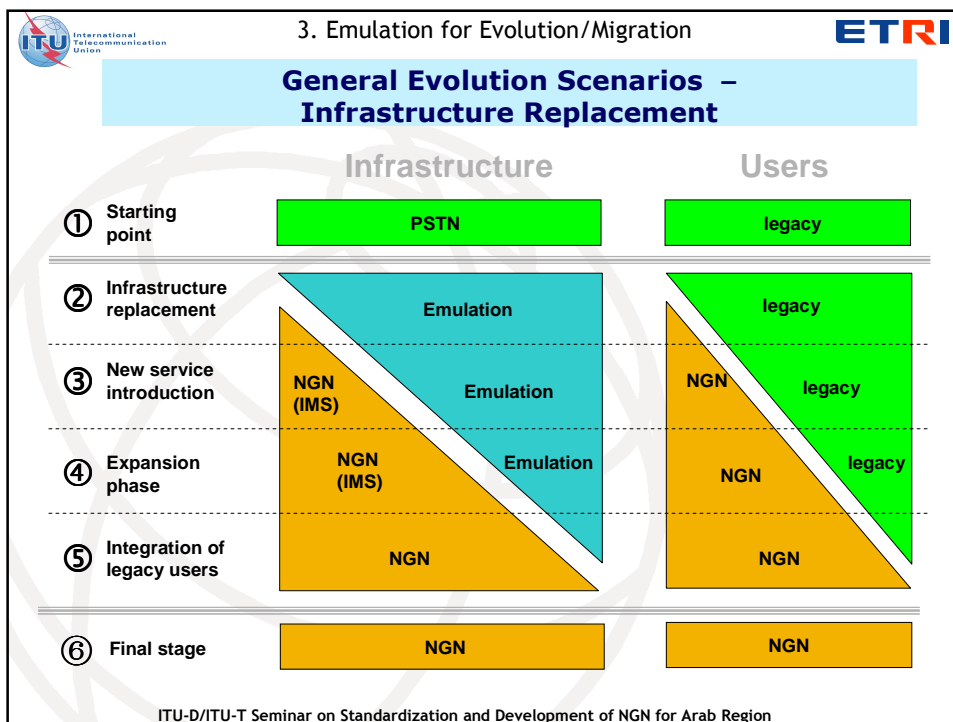 ITU
International
Telecommunication
Union
3. Emulation for Evolution/Migration
ETRI
General Evolution Scenarios –
Infrastructure Replacement
Infrastructure Users
① Starting
point
PSTN legacy
② Infrastructure
replacement
Emulation legacy
③ New service
introduction
NGN
(IMS)
Emulation NGN legacy
④ Expansion
phase
NGN
(IMS)
Emulation NGN legacy
⑤ Integration of
legacy users
NGN NGN
⑥ Final stage NGN NGN
ITU-D/ITU-T Seminar on Standardization and Development of NGN for Arab Region